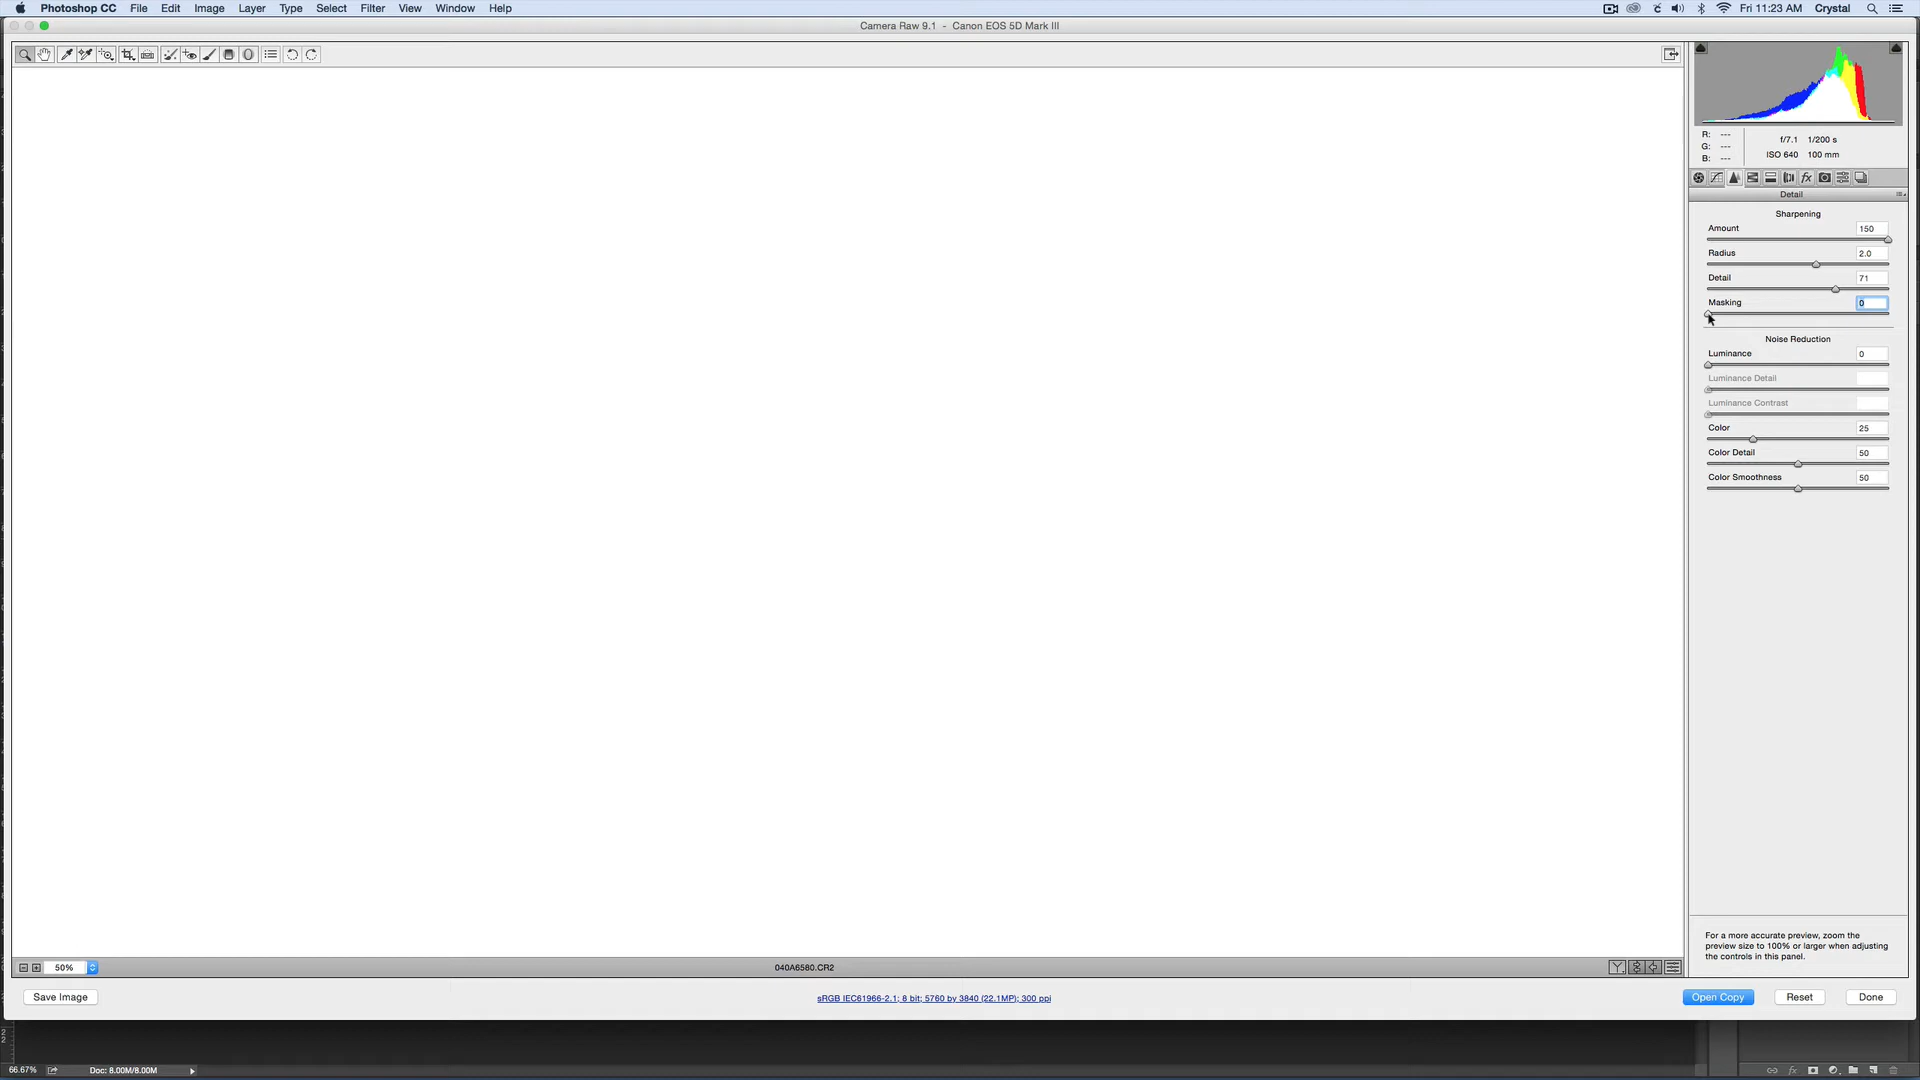 Photoshop CC File Edit Image Layer Type Select Filter View Window Help Fri 11:23 AM Crystal
Camera Raw 9.1 - Canon EOS 5D Mark III
R: ---
G: ---
B: ---
f/7.1 1/200 s
ISO 640 100 mm
Detail
Sharpening
Amount 150
Radius 2.0
Detail 71
Masking 0
Noise Reduction
Luminance 0
Luminance Detail
Luminance Contrast
Color 25
Color Detail 50
Color Smoothness 50
For a more accurate preview, zoom the
preview size to 100% or larger when adjusting
the controls in this panel.
50% 040A6580.CR2
Save Image sRGB IEC61966-2.1; 8 bit; 5760 by 3840 (22.1MP); 300 ppi Open Copy Reset Done
2
2
66.67% Doc: 8.00M/8.00M